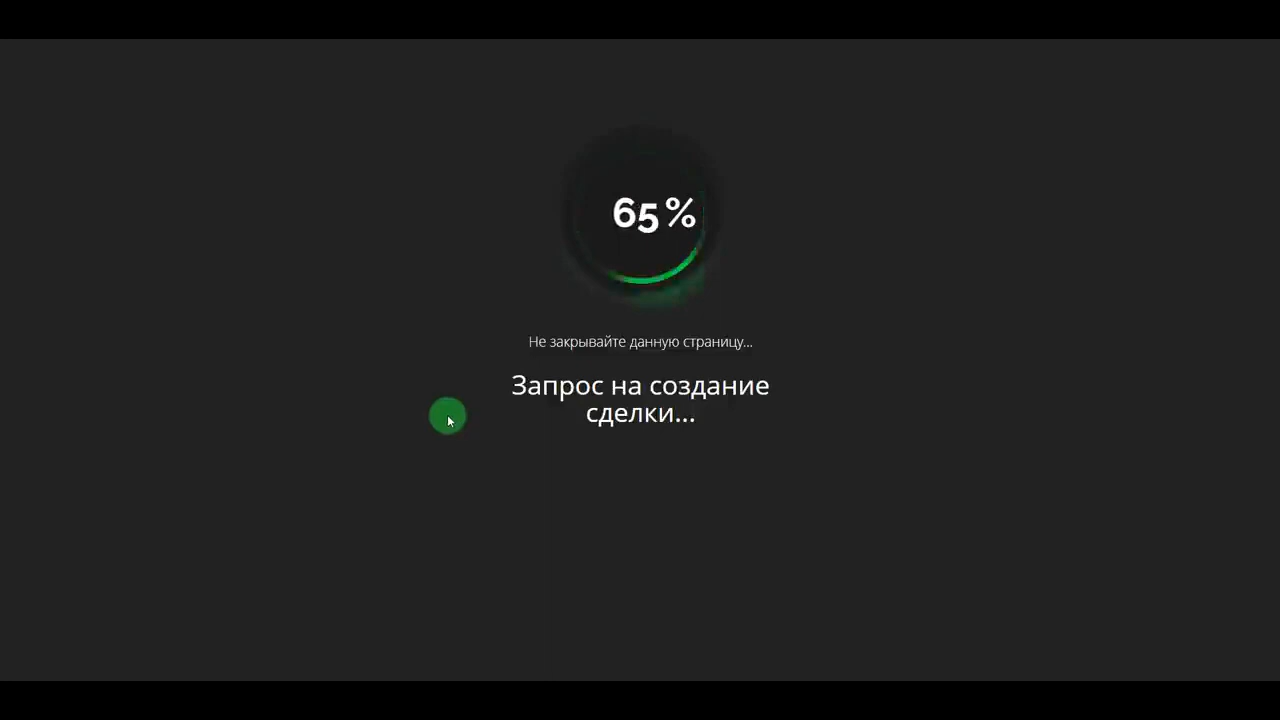 65%
Не закрывайте данную страницу...
Запрос на создание
сделки...